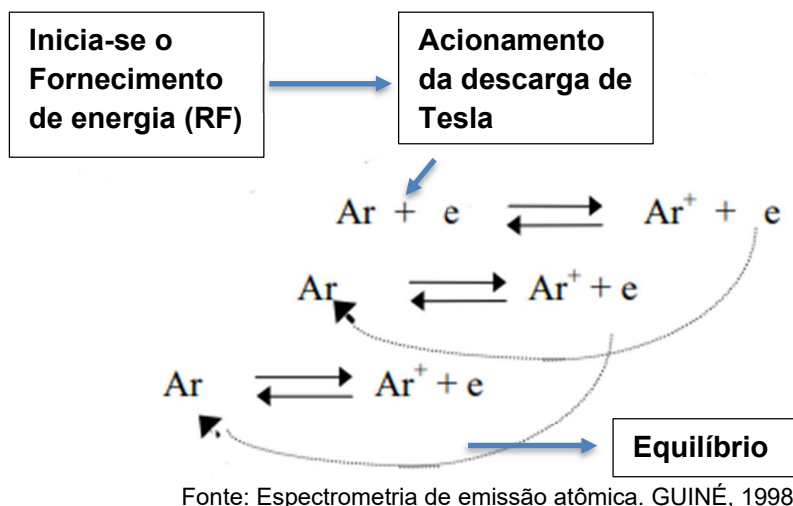 Inicia-se o
Fornecimento
de energia (RF)
Acionamento
da descarga de
Tesla
Ar + e ⇌ Ar⁺ + e
Ar ⇌ Ar⁺ + e
Ar ⇌ Ar⁺ + e
Equilíbrio
Fonte: Espectrometria de emissão atômica. GUINÉ, 1998